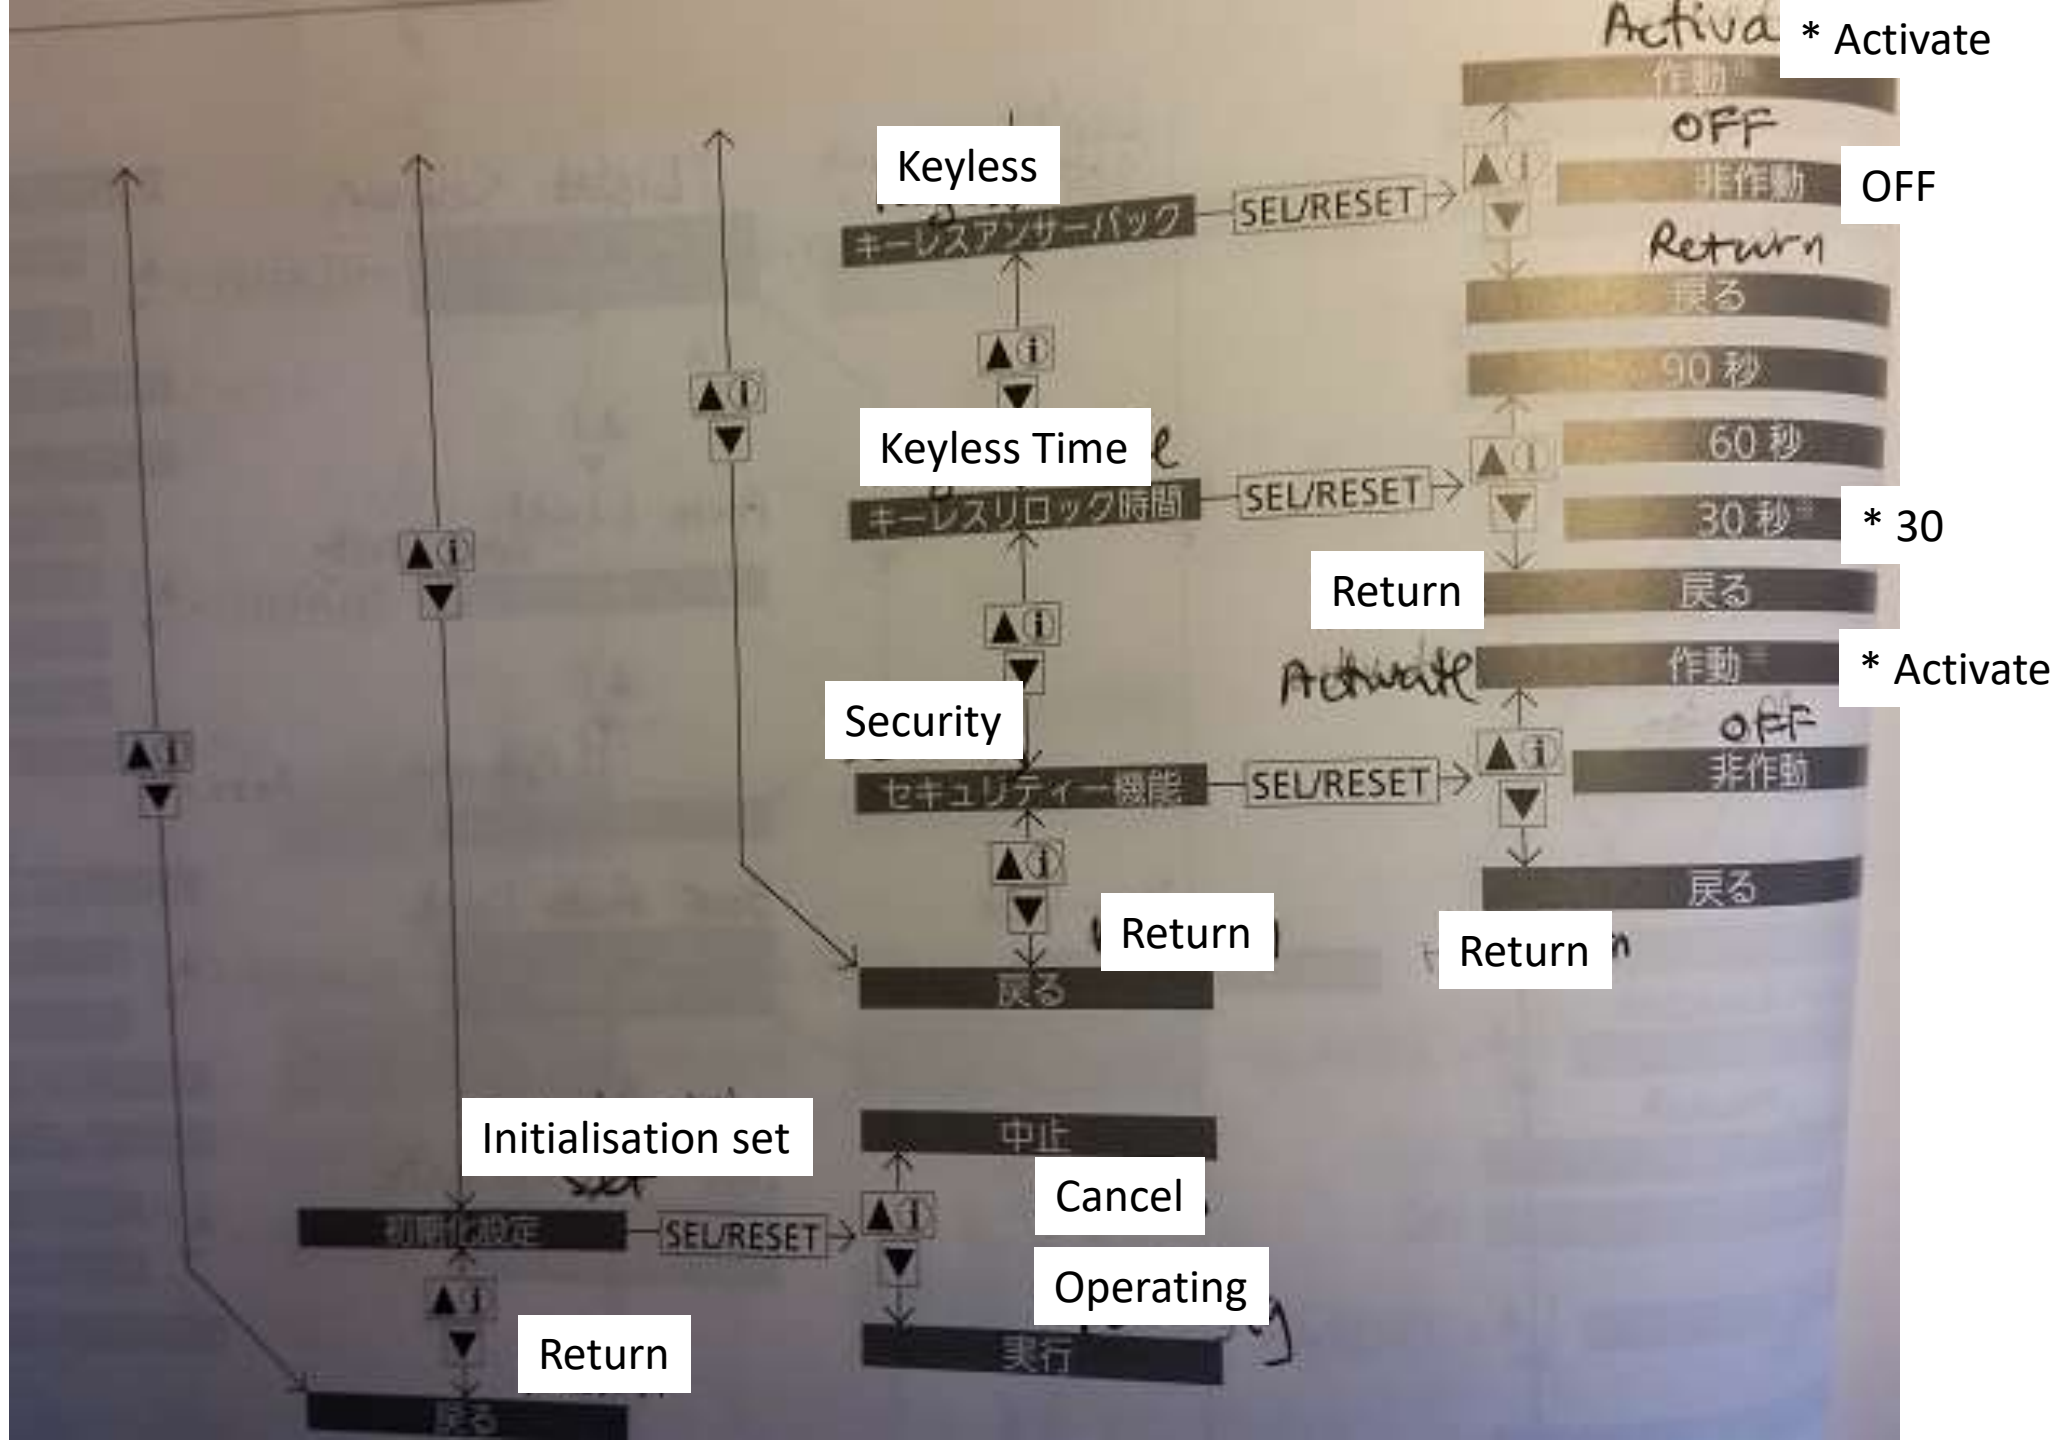 Activa
* Activate
作動※
OFF
Keyless
非作動
OFF
キーレスアンサーバック
SEL/RESET
Return
戻る
90 秒
60 秒
Keyless Time
キーレスリロック時間
SEL/RESET
30 秒※
* 30
Return
戻る
Activate
作動※
* Activate
Security
OFF
非作動
セキュリティー機能
SEL/RESET
戻る
Return
Return
戻る
Initialisation set
中止
set
Cancel
初期化設定
SEL/RESET
Operating
Return
実行
戻る